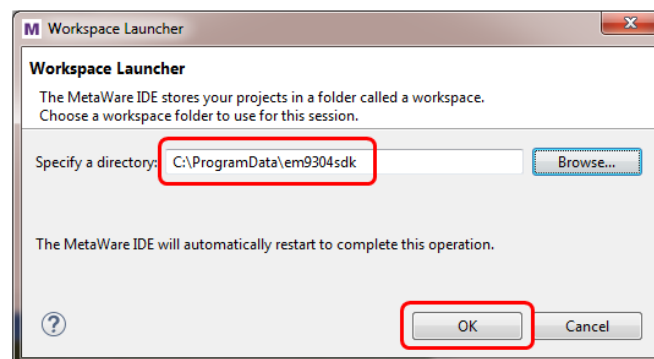 M Workspace Launcher
Workspace Launcher
The MetaWare IDE stores your projects in a folder called a workspace.
Choose a workspace folder to use for this session.
Specify a directory: C:\ProgramData\em9304sdk Browse...
The MetaWare IDE will automatically restart to complete this operation.
? OK Cancel